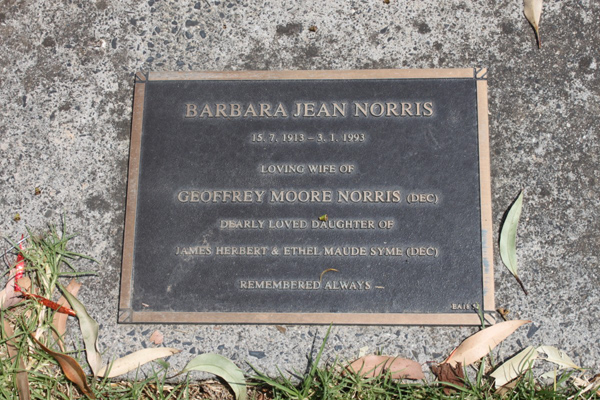 BARBARA JEAN NORRIS
15. 7. 1913 – 3. 1. 1993
LOVING WIFE OF
GEOFFREY MOORE NORRIS (DEC)
DEARLY LOVED DAUGHTER OF
JAMES HERBERT & ETHEL MAUDE SYME (DEC)
REMEMBERED ALWAYS —